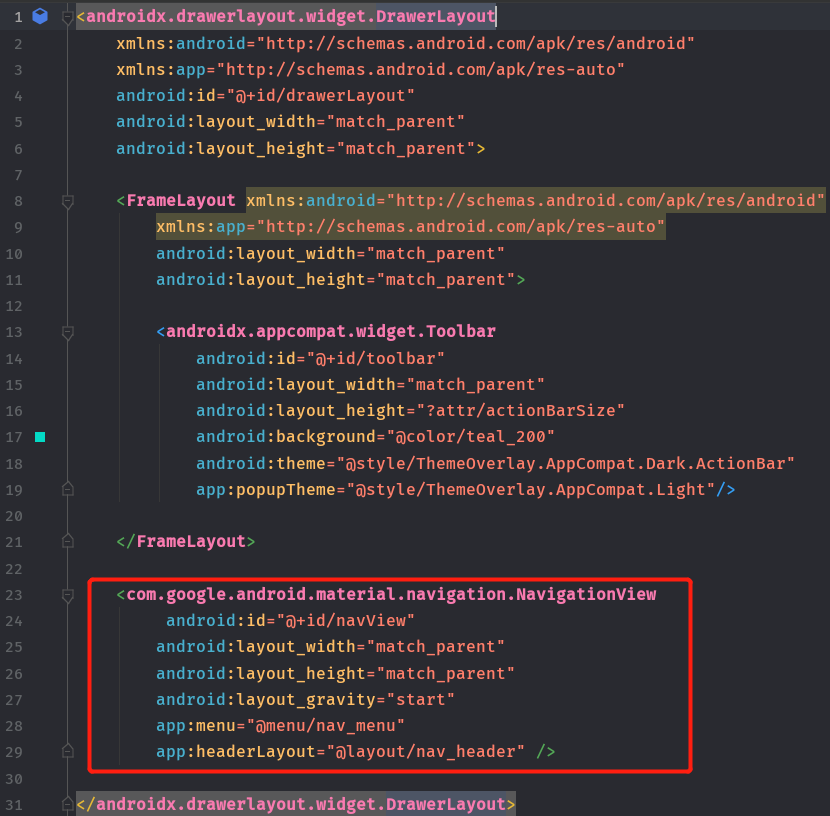 1 <androidx.drawerlayout.widget.DrawerLayout
2 xmlns:android="http://schemas.android.com/apk/res/android"
3 xmlns:app="http://schemas.android.com/apk/res-auto"
4 android:id="@+id/drawerLayout"
5 android:layout_width="match_parent"
6 android:layout_height="match_parent">
7
8 <FrameLayout xmlns:android="http://schemas.android.com/apk/res/android"
9 xmlns:app="http://schemas.android.com/apk/res-auto"
10 android:layout_width="match_parent"
11 android:layout_height="match_parent">
12
13 <androidx.appcompat.widget.Toolbar
14 android:id="@+id/toolbar"
15 android:layout_width="match_parent"
16 android:layout_height="?attr/actionBarSize"
17 android:background="@color/teal_200"
18 android:theme="@style/ThemeOverlay.AppCompat.Dark.ActionBar"
19 app:popupTheme="@style/ThemeOverlay.AppCompat.Light"/>
20
21 </FrameLayout>
22
23 <com.google.android.material.navigation.NavigationView
24 android:id="@+id/navView"
25 android:layout_width="match_parent"
26 android:layout_height="match_parent"
27 android:layout_gravity="start"
28 app:menu="@menu/nav_menu"
29 app:headerLayout="@layout/nav_header" />
30
31 </androidx.drawerlayout.widget.DrawerLayout>